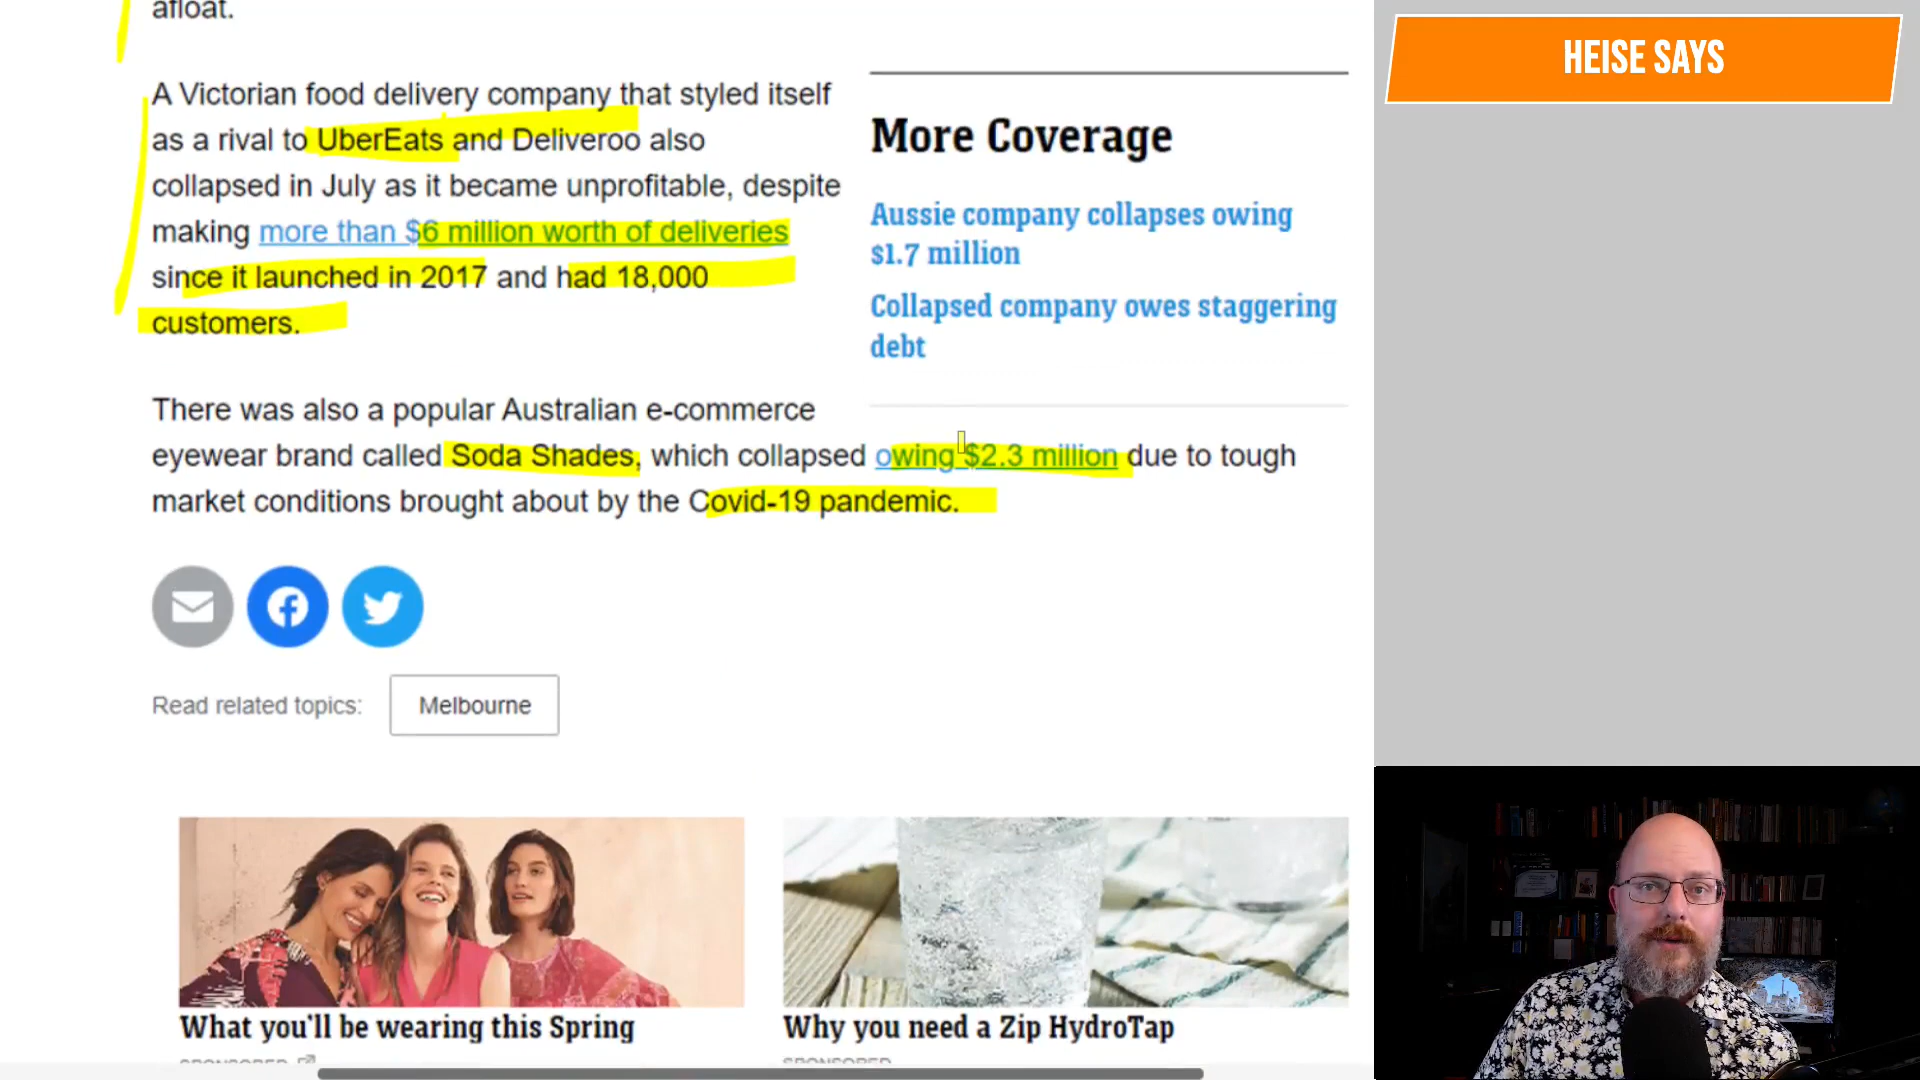 afloat.
A Victorian food delivery company that styled itself
as a rival to UberEats and Deliveroo also
collapsed in July as it became unprofitable, despite
making more than $6 million worth of deliveries
since it launched in 2017 and had 18,000
customers.
There was also a popular Australian e-commerce
eyewear brand called Soda Shades, which collapsed owing $2.3 million due to tough
market conditions brought about by the Covid-19 pandemic.
More Coverage
Aussie company collapses owing
$1.7 million
Collapsed company owes staggering
debt
Read related topics:
Melbourne
What you'll be wearing this Spring
SPONSORED
Why you need a Zip HydroTap
SPONSORED
HEISE SAYS